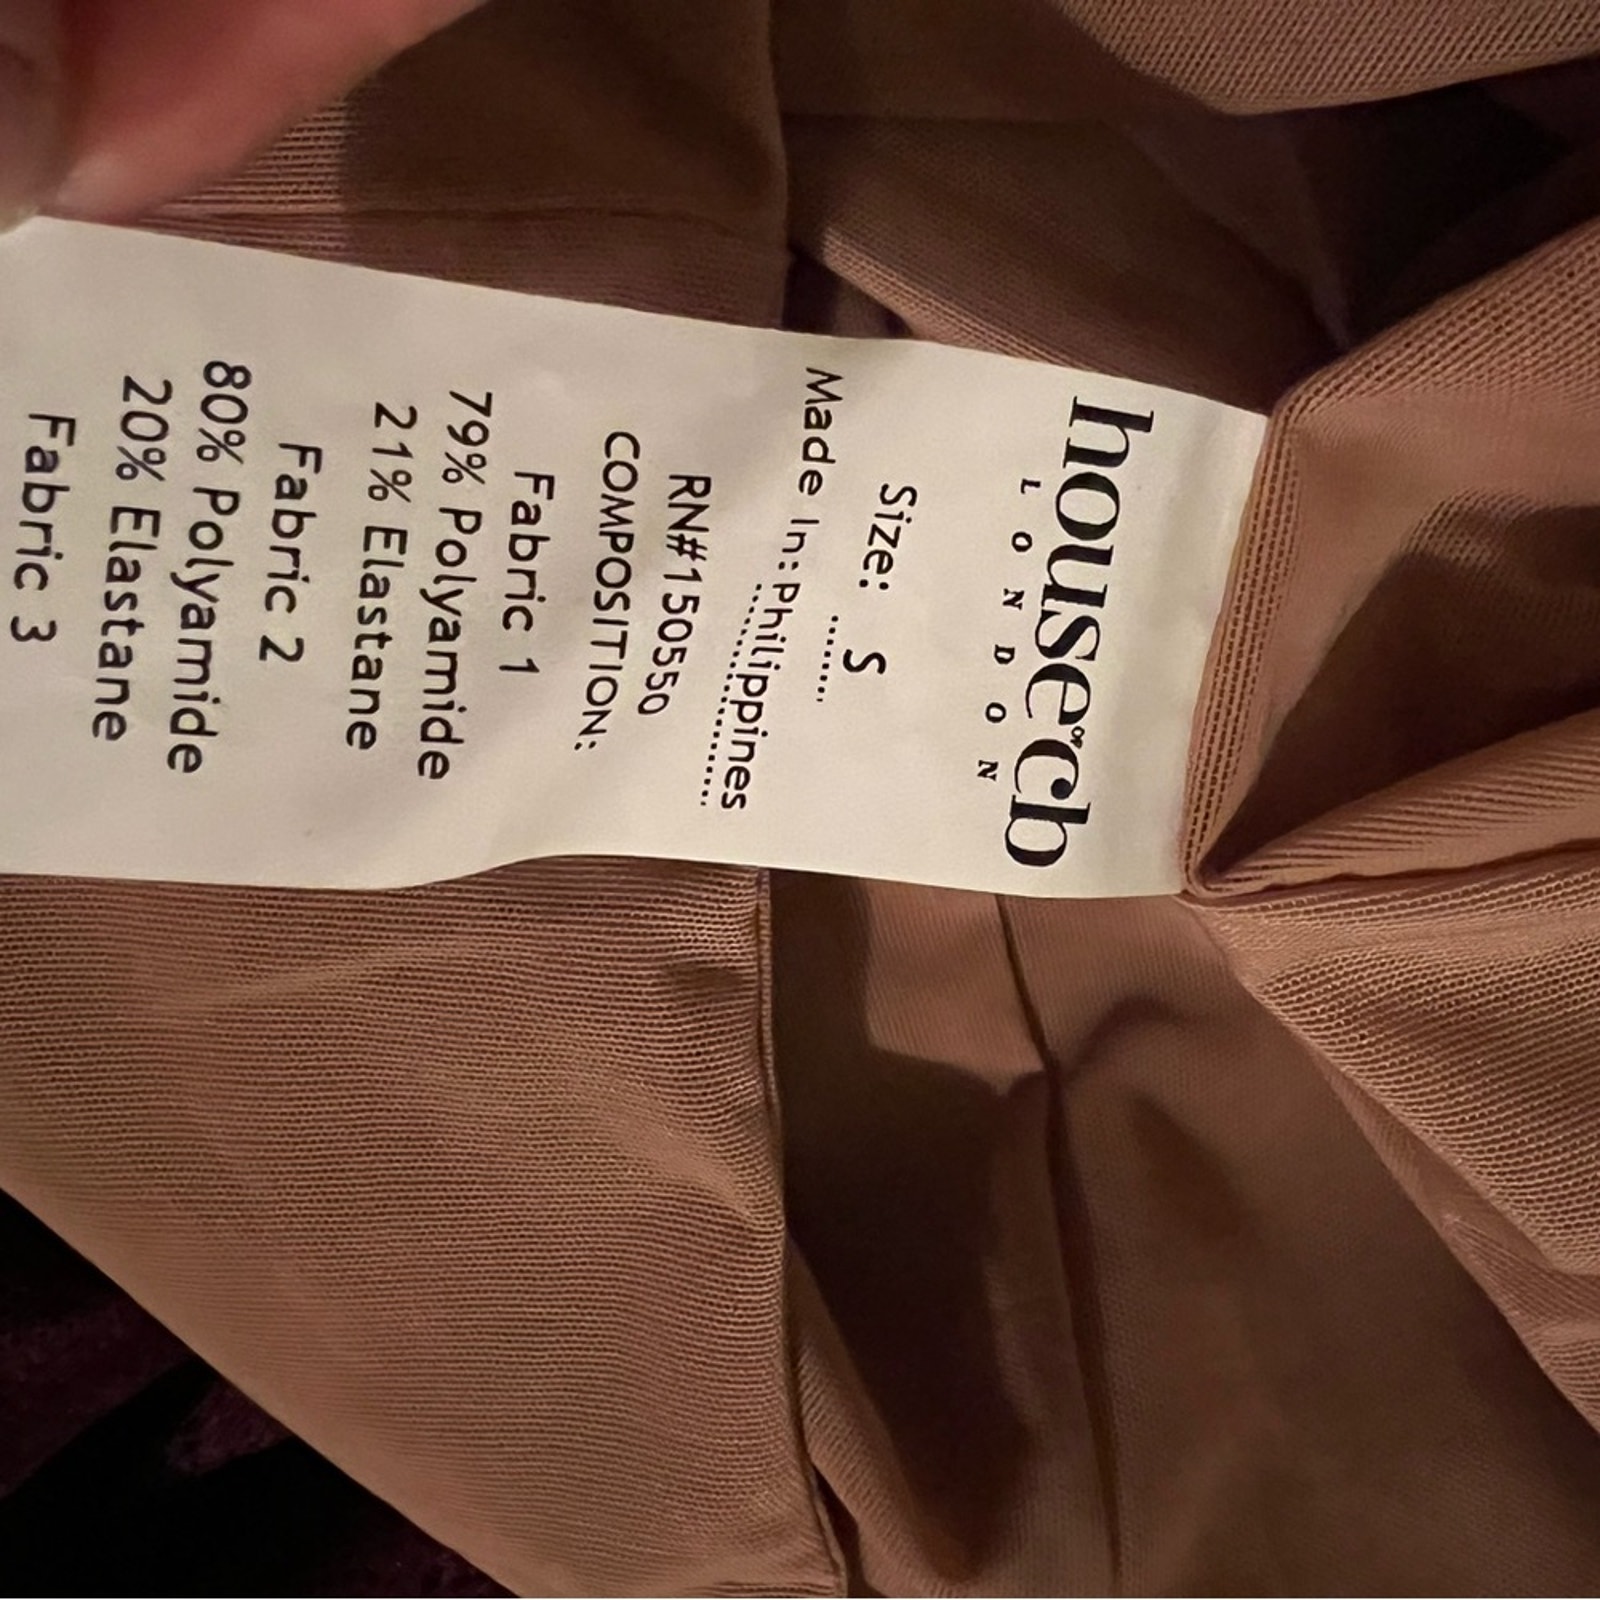 house of cb
LONDON
Size: S
Made In: Philippines
RN#150550
COMPOSITION:
Fabric 1
79% Polyamide
21% Elastane
Fabric 2
80% Polyamide
20% Elastane
Fabric 3